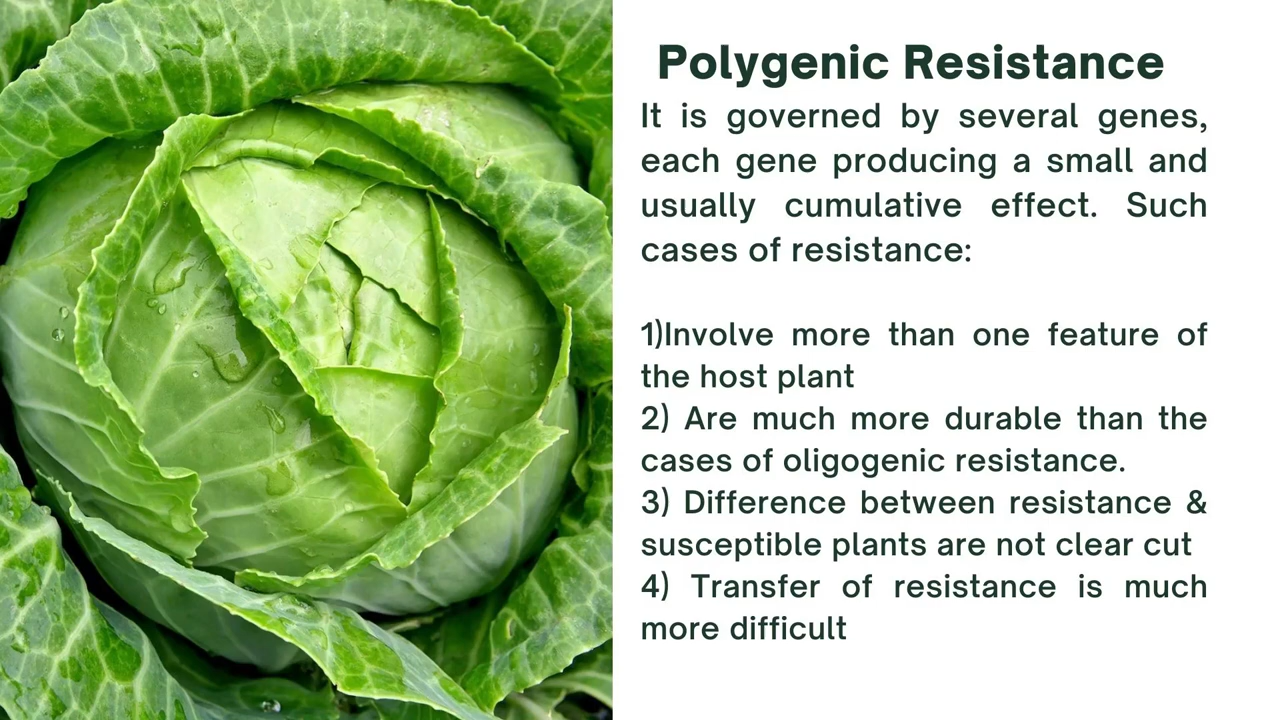 Polygenic Resistance
It is governed by several genes,
each gene producing a small and
usually cumulative effect. Such
cases of resistance:
1)Involve more than one feature of
the host plant
2) Are much more durable than the
cases of oligogenic resistance.
3) Difference between resistance &
susceptible plants are not clear cut
4) Transfer of resistance is much
more difficult